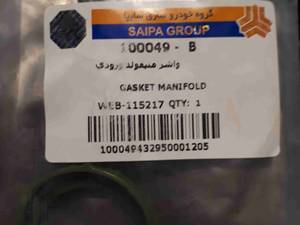 گروه خودرو سازی سایپا
SAIPA GROUP
100049 - B
واشر منیفولد ورودی
GASKET MANIFOLD
WEB-115217 QTY: 1
100049432950001205